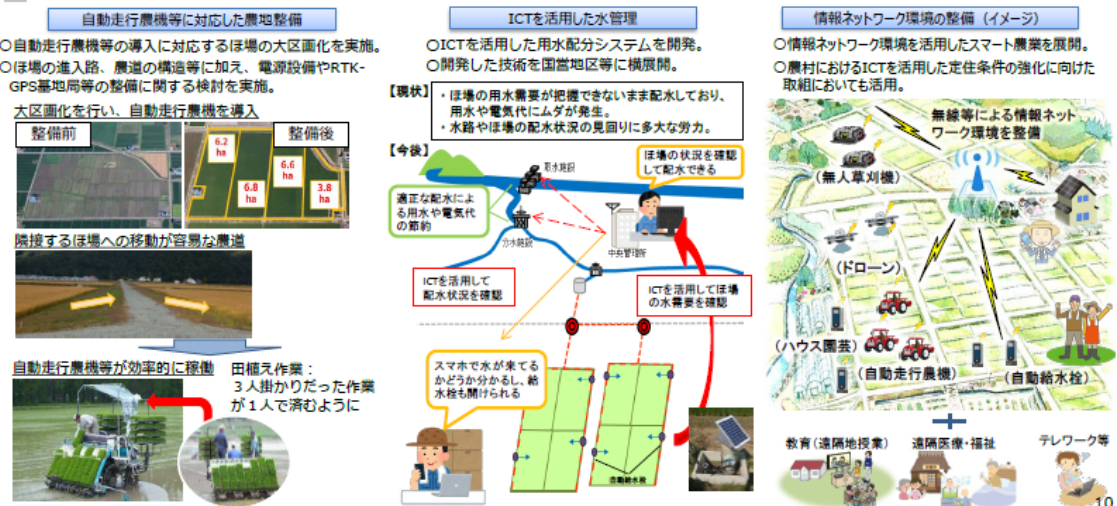 自動走行農機等に対応した農地整備
○自動走行農機等の導入に対応するほ場の大区画化を実施。
○ほ場の進入路、農道の構造等に加え、電源設備やRTK-
GPS基地局等の整備に関する検討を実施。
大区画化を行い、自動走行農機を導入
整備前
整備後
6.2
ha
6.6
ha
6.8
ha
3.8
ha
隣接するほ場への移動が容易な農道
自動走行農機等が効率的に稼働
田植え作業：
３人掛かりだった作業
が１人で済むように
ICTを活用した水管理
○ICTを活用した用水配分システムを開発。
○開発した技術を国営地区等に横展開。
【現状】
・ほ場の用水需要が把握できないまま配水しており、
用水や電気代にムダが発生。
・水路やほ場の配水状況の見回りに多大な労力。
【今後】
取水施設
ほ場の状況を確認
して配水できる
適正な配水によ
る用水や電気代
の節約
分水施設
中央管理所
ICTを活用して
配水状況を確認
ICTを活用してほ場
の水需要を確認
スマホで水が来てる
かどうか分かるし、給
水栓も開けられる
自動給水栓
情報ネットワーク環境の整備（イメージ）
○情報ネットワーク環境を活用したスマート農業を展開。
○農村におけるICTを活用した定住条件の強化に向けた
取組においても活用。
無線等による情報ネット
ワーク環境を整備
（無人草刈機）
（ドローン）
（ハウス園芸）
（自動走行農機）
（自動給水栓）
＋
教育（遠隔地授業）
遠隔医療・福祉
テレワーク等
10